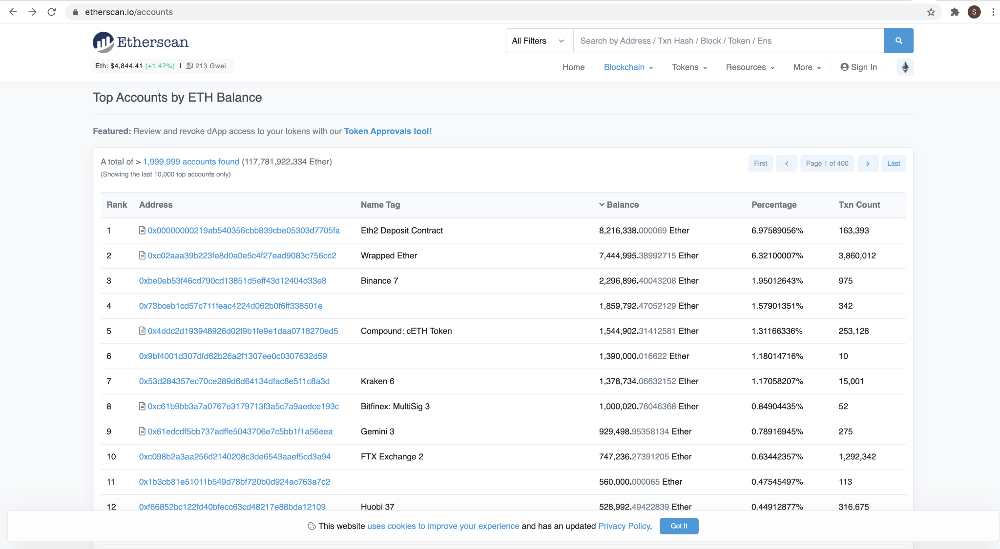 etherscan.io/accounts
S
Etherscan
All Filters
Search by Address / Txn Hash / Block / Token / Ens
Eth: $4,844.41 (+1.47%) | 213 Gwei
Home Blockchain Tokens Resources More Sign In
Top Accounts by ETH Balance
Featured: Review and revoke dApp access to your tokens with our Token Approvals tool!
A total of > 1,999,999 accounts found (117,781,922.334 Ether)
(Showing the last 10,000 top accounts only)
First < Page 1 of 400 > Last
Rank Address Name Tag Balance Percentage Txn Count
1 0x00000000219ab540356cbb839cbe05303d7705fa Eth2 Deposit Contract 8,216,338.000069 Ether 6.97589056% 163,393
2 0xc02aaa39b223fe8d0a0e5c4f27ead9083c756cc2 Wrapped Ether 7,444,995.38992715 Ether 6.32100007% 3,860,012
3 0xbe0eb53f46cd790cd13851d5eff43d12404d33e8 Binance 7 2,296,896.40043208 Ether 1.95012643% 975
4 0x73bceb1cd57c711feac4224d062b0f6ff338501e 1,859,792.47052129 Ether 1.57901351% 342
5 0x4ddc2d193948926d02f9b1fe9e1daa0718270ed5 Compound: cETH Token 1,544,902.31412581 Ether 1.31166336% 253,128
6 0x9bf4001d307dfd62b26a2f1307ee0c0307632d59 1,390,000.016622 Ether 1.18014716% 10
7 0x53d284357ec70ce289d6d64134dfac8e511c8a3d Kraken 6 1,378,734.06632152 Ether 1.17058207% 15,001
8 0xc61b9bb3a7a0767e3179713f3a5c7a9aedce193c Bitfinex: MultiSig 3 1,000,020.76046368 Ether 0.84904435% 52
9 0x61edcdf5bb737adffe5043706e7c5bb1f1a56eea Gemini 3 929,498.95358134 Ether 0.78916945% 275
10 0xc098b2a3aa256d2140208c3de6543aaef5cd3a94 FTX Exchange 2 747,236.27391205 Ether 0.63442357% 1,292,342
11 0x1b3cb81e51011b549d78bf720b0d924ac763a7c2 560,000.000065 Ether 0.47545497% 113
12 0xf66852bc122fd40bfecc63cd48217e88bda12109 Huobi 37 528,992.49422839 Ether 0.44912877% 316,675
This website uses cookies to improve your experience and has an updated Privacy Policy. Got It